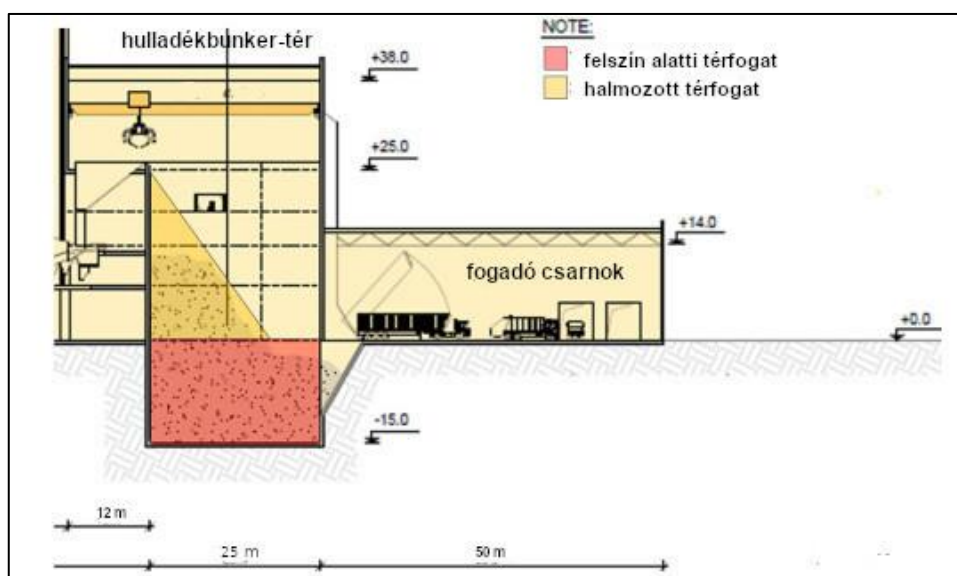 hulladékbunker-tér
NOTE:
felszín alatti térfogat
halmozott térfogat
+38.0
+25.0
+14.0
fogadó csarnok
+0.0
-15.0
12 m
25 m
50 m